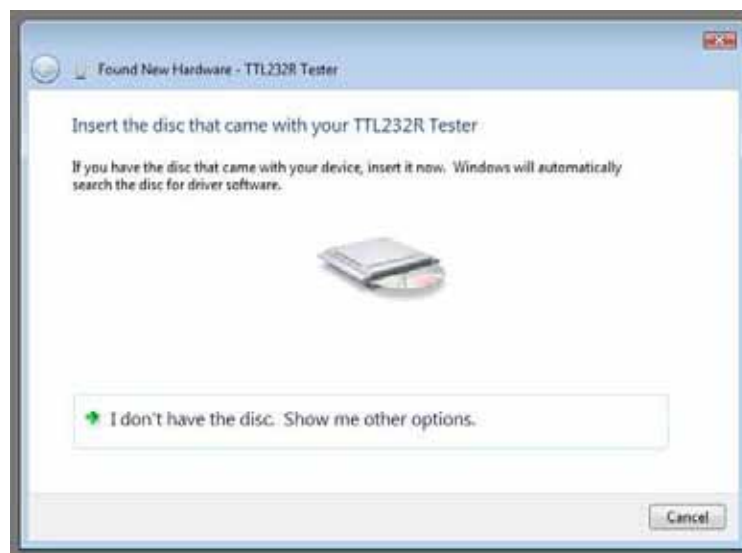 Found New Hardware - TTL232R Tester
Insert the disc that came with your TTL232R Tester
If you have the disc that came with your device, insert it now.  Windows will automatically
search the disc for driver software.
I don't have the disc.  Show me other options.
Cancel